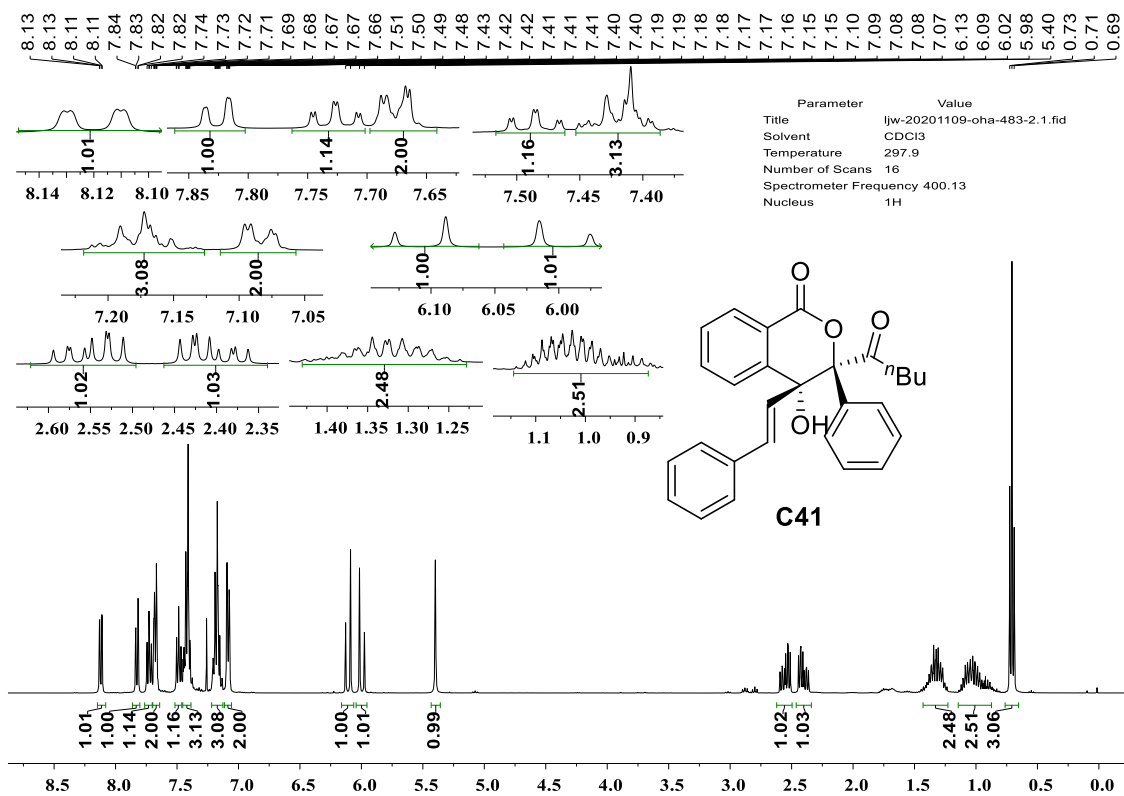 8.13 8.13 8.11 8.11 7.84 7.83 7.82 7.82 7.74 7.73 7.72 7.71 7.69 7.68 7.67 7.67 7.66 7.50 7.49 7.48 7.43 7.42 7.42 7.41 7.41 7.41 7.40 7.40 7.19 7.19 7.18 7.18 7.17 7.17 7.16 7.15 7.15 7.10 7.09 7.08 7.08 7.07 6.13 6.09 6.02 5.98 5.40 0.73 0.71 0.69
Parameter Value
Title ljw-20201109-oha-483-2.1.fid
Solvent CDCl3
Temperature 297.9
Number of Scans 16
Spectrometer Frequency 400.13
Nucleus 1H
1.01 1.00 1.14 2.00 1.16 3.13
8.14 8.12 8.10 7.85 7.80 7.75 7.70 7.65 7.50 7.45 7.40
3.08 2.00 1.00 1.01
7.20 7.15 7.10 7.05 6.10 6.05 6.00
1.02 1.03 2.48 2.51
2.60 2.55 2.50 2.45 2.40 2.35 1.40 1.35 1.30 1.25 1.1 1.0 0.9
O
O
O
nBu
OH
C41
1.01 1.00 1.14 2.00 1.16 3.13 3.08 2.00 1.00 1.01 0.99 1.02 1.03 2.48 2.51 3.06
8.5 8.0 7.5 7.0 6.5 6.0 5.5 5.0 4.5 4.0 3.5 3.0 2.5 2.0 1.5 1.0 0.5 0.0